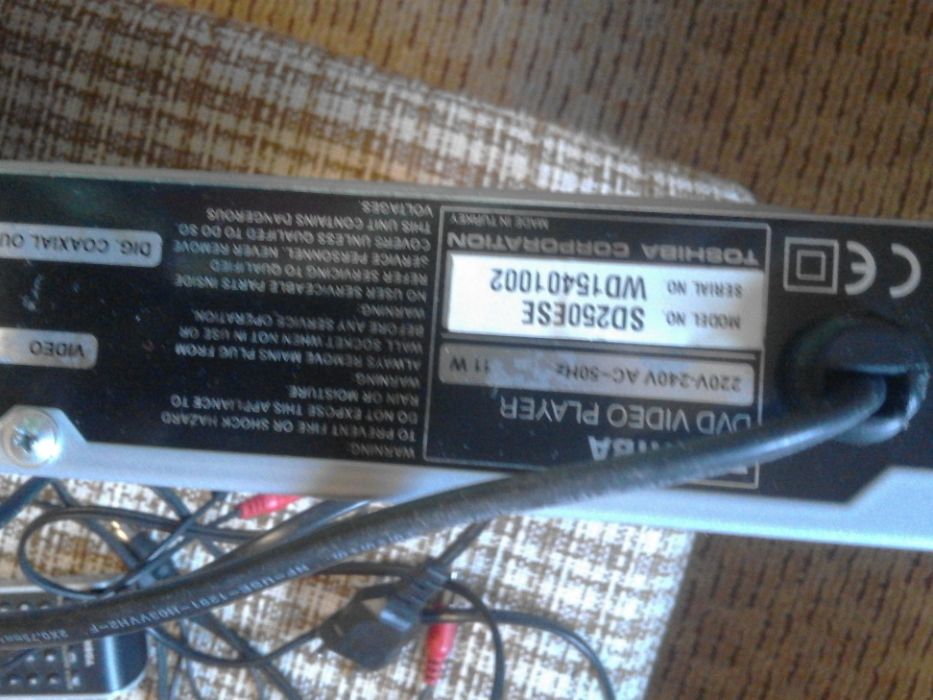 HIBA
DVD VIDEO PLAYER
220V-240V AC~50Hz 11 W
MODEL NO. SD250ESE
SERIAL NO WD15401002
TOSHIBA CORPORATION
MADE IN TURKEY
CE
WARNING:
TO PREVENT FIRE OR SHOCK HAZARD
DO NOT EXPOSE THIS APPLIANCE TO
RAIN OR MOISTURE.
WARNING:
ALWAYS REMOVE MAINS PLUG FROM
WALL SOCKET WHEN NOT IN USE OR
BEFORE ANY SERVICE OPERATION.
WARNING:
NO USER SERVICEABLE PARTS INSIDE
REFER SERVICING TO QUALIFIED
SERVICE PERSONNEL NEVER REMOVE
COVERS UNLESS QUALIFED TO DO SO.
THIS UNIT CONTAINS DANGEROUS
VOLTAGES.
VIDEO
DIG. COAXIAL OU
H03VVH2-F